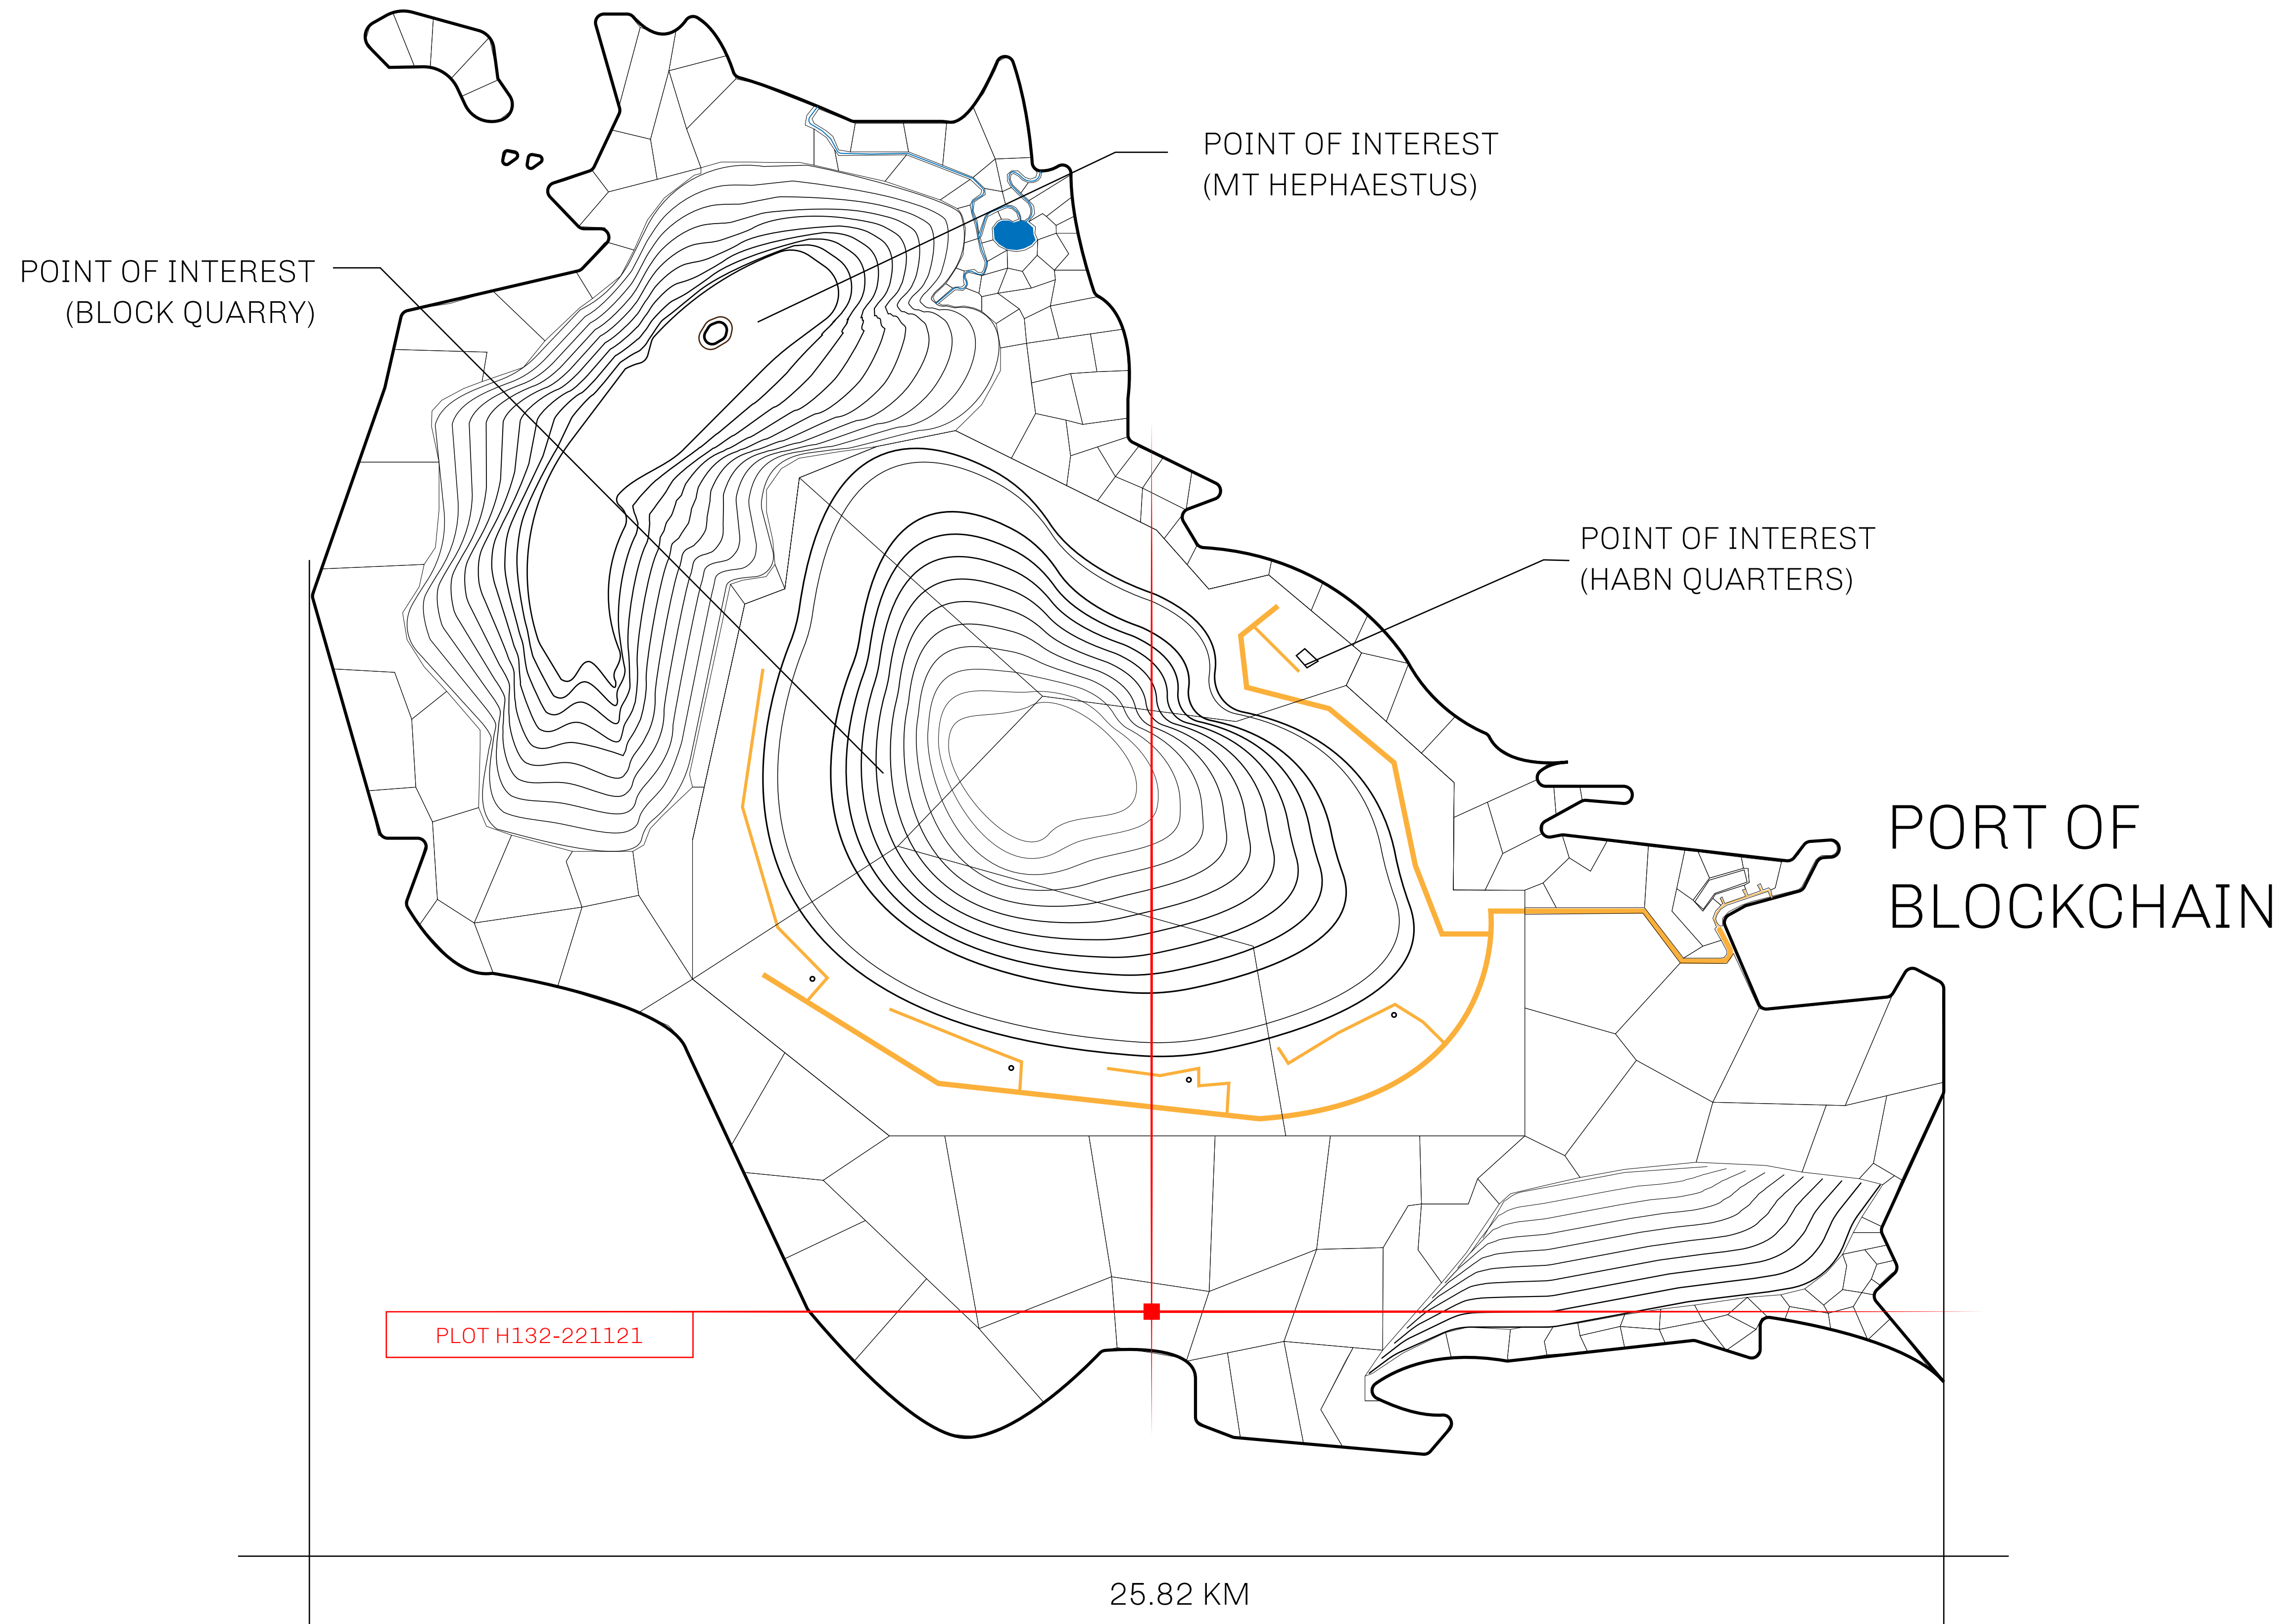 POINT OF INTEREST
(MT HEPHAESTUS)
POINT OF INTEREST
(BLOCK QUARRY)
POINT OF INTEREST
(HABN QUARTERS)
PORT OF
BLOCKCHAIN
PLOT H132-221121
25.82 KM